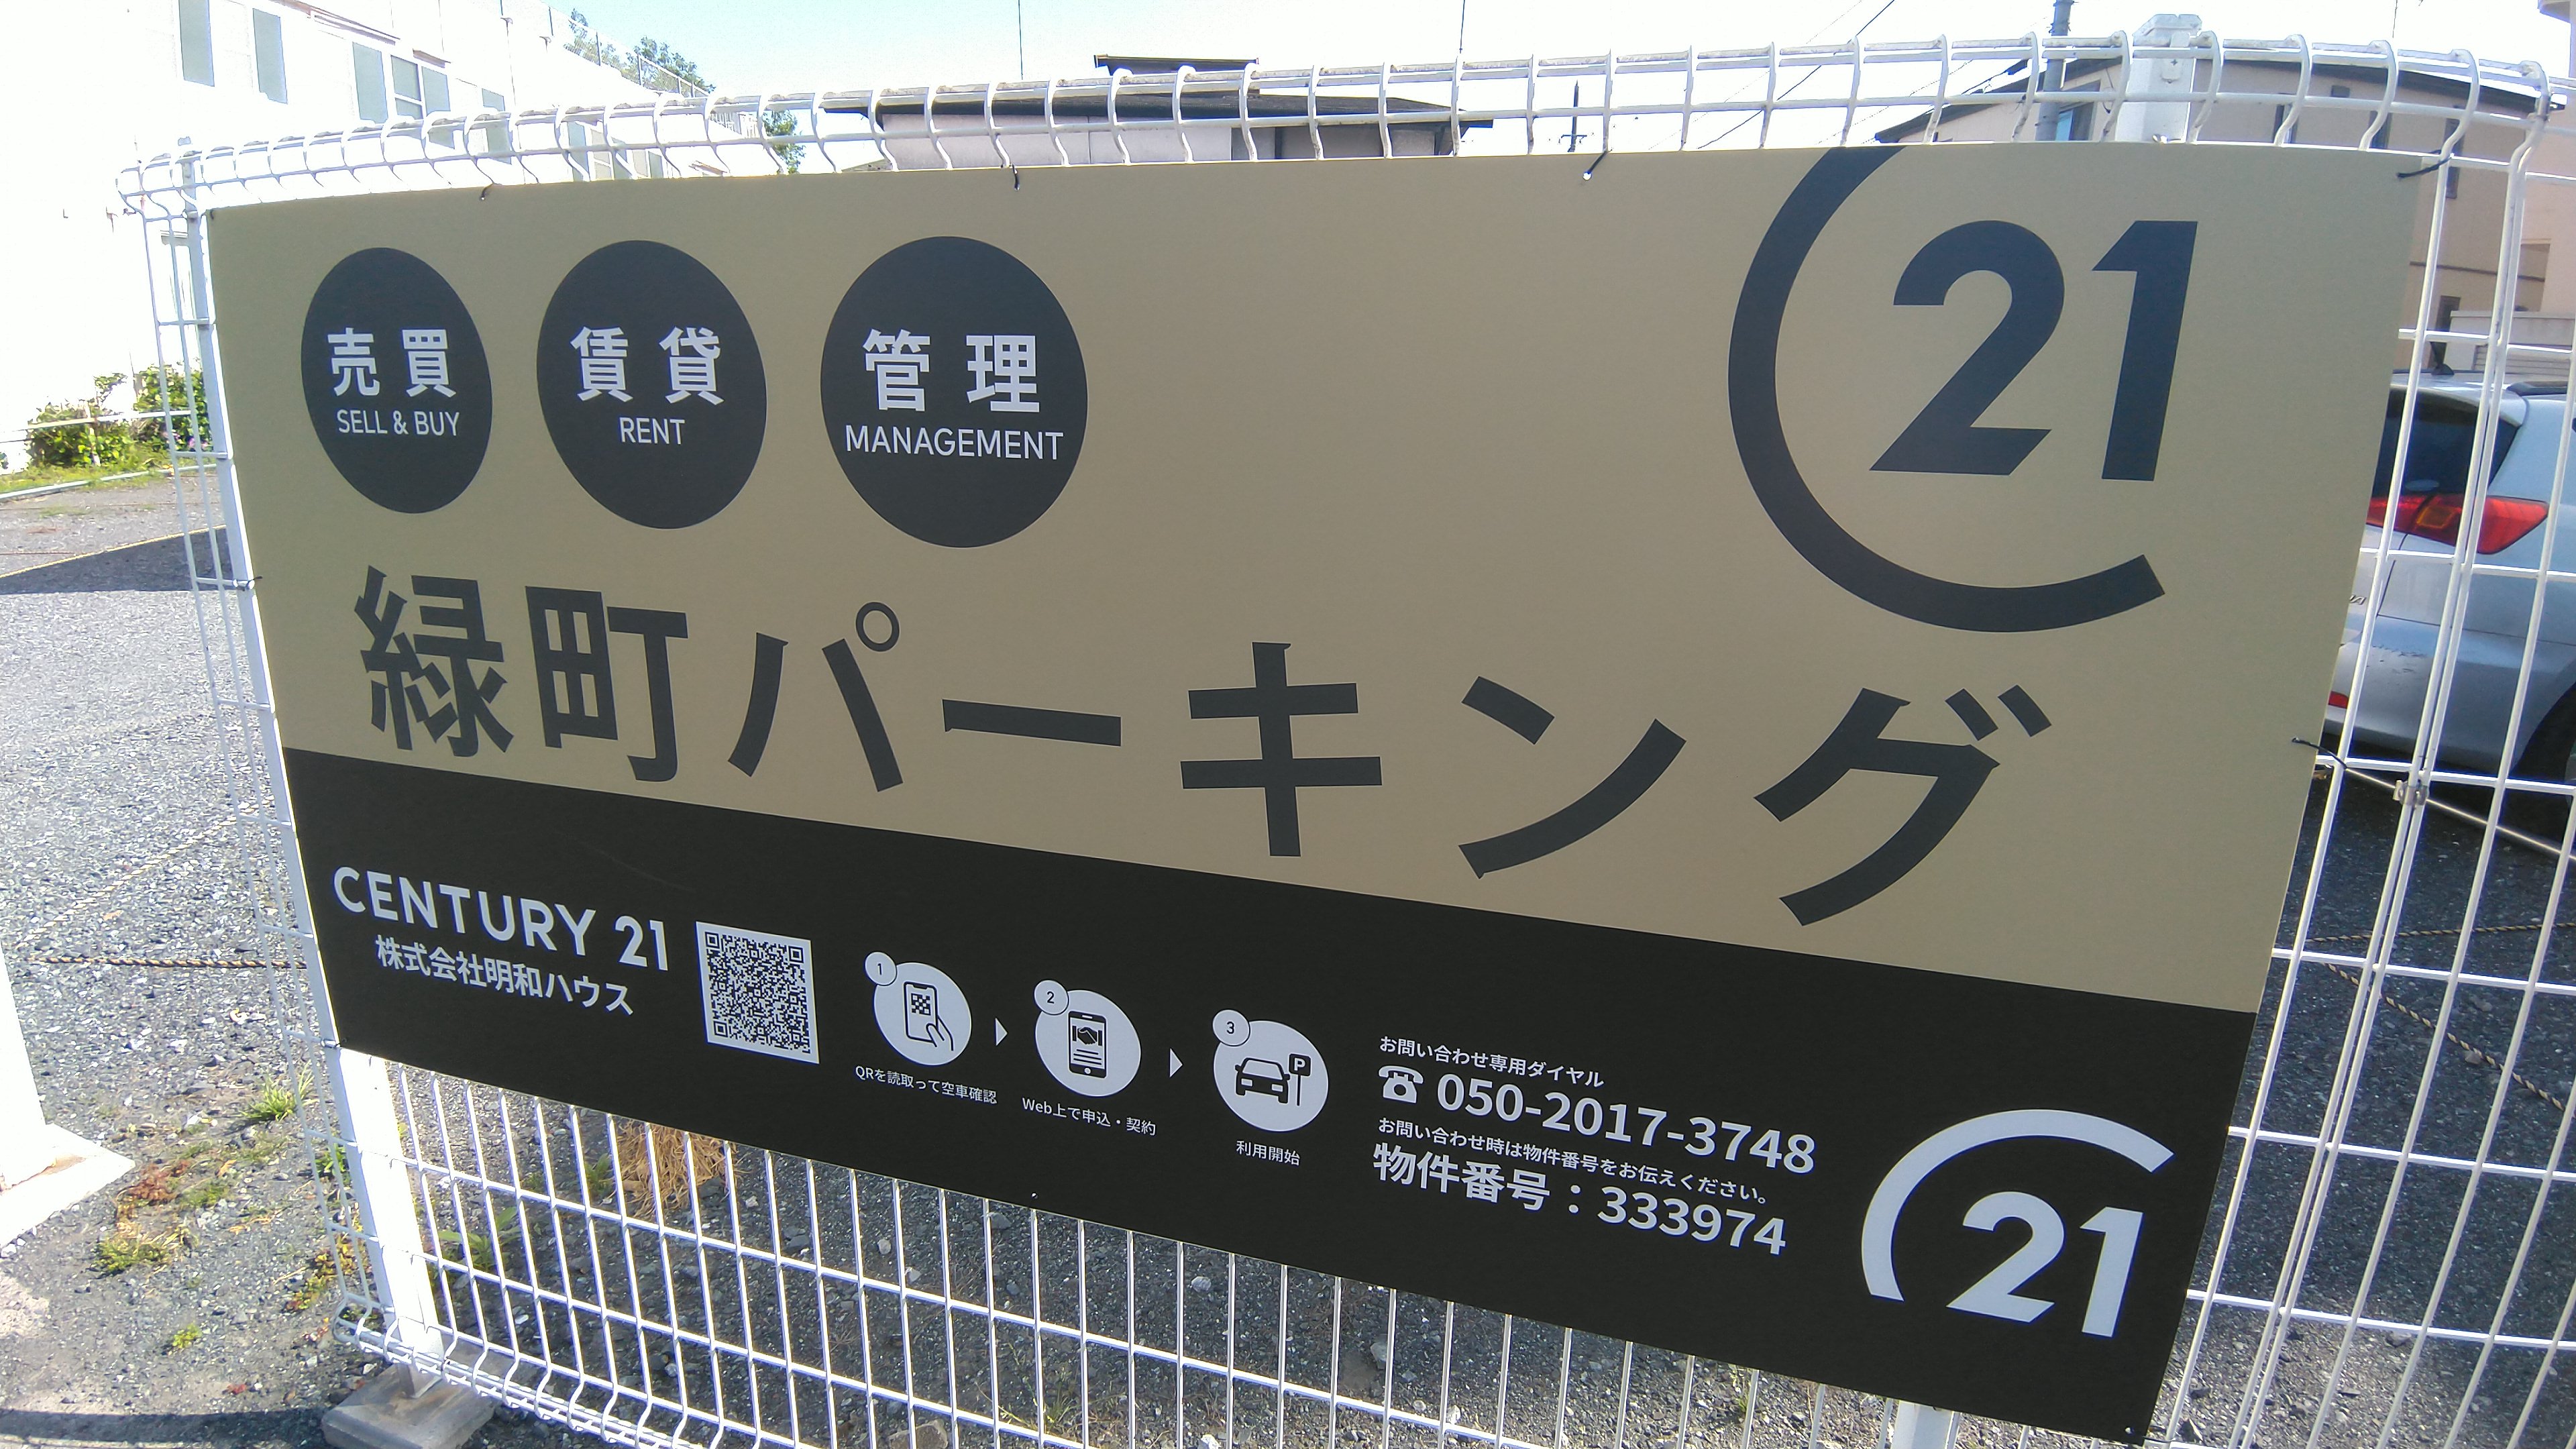 売買
SELL & BUY
賃貸
RENT
管理
MANAGEMENT
21
緑町パーキング
CENTURY 21
株式会社明和ハウス
1
QRを読取って空車確認
2
Web上で申込・契約
3
P
利用開始
お問い合わせ専用ダイヤル
☎ 050-2017-3748
お問い合わせ時は物件番号をお伝えください。
物件番号：333974
21